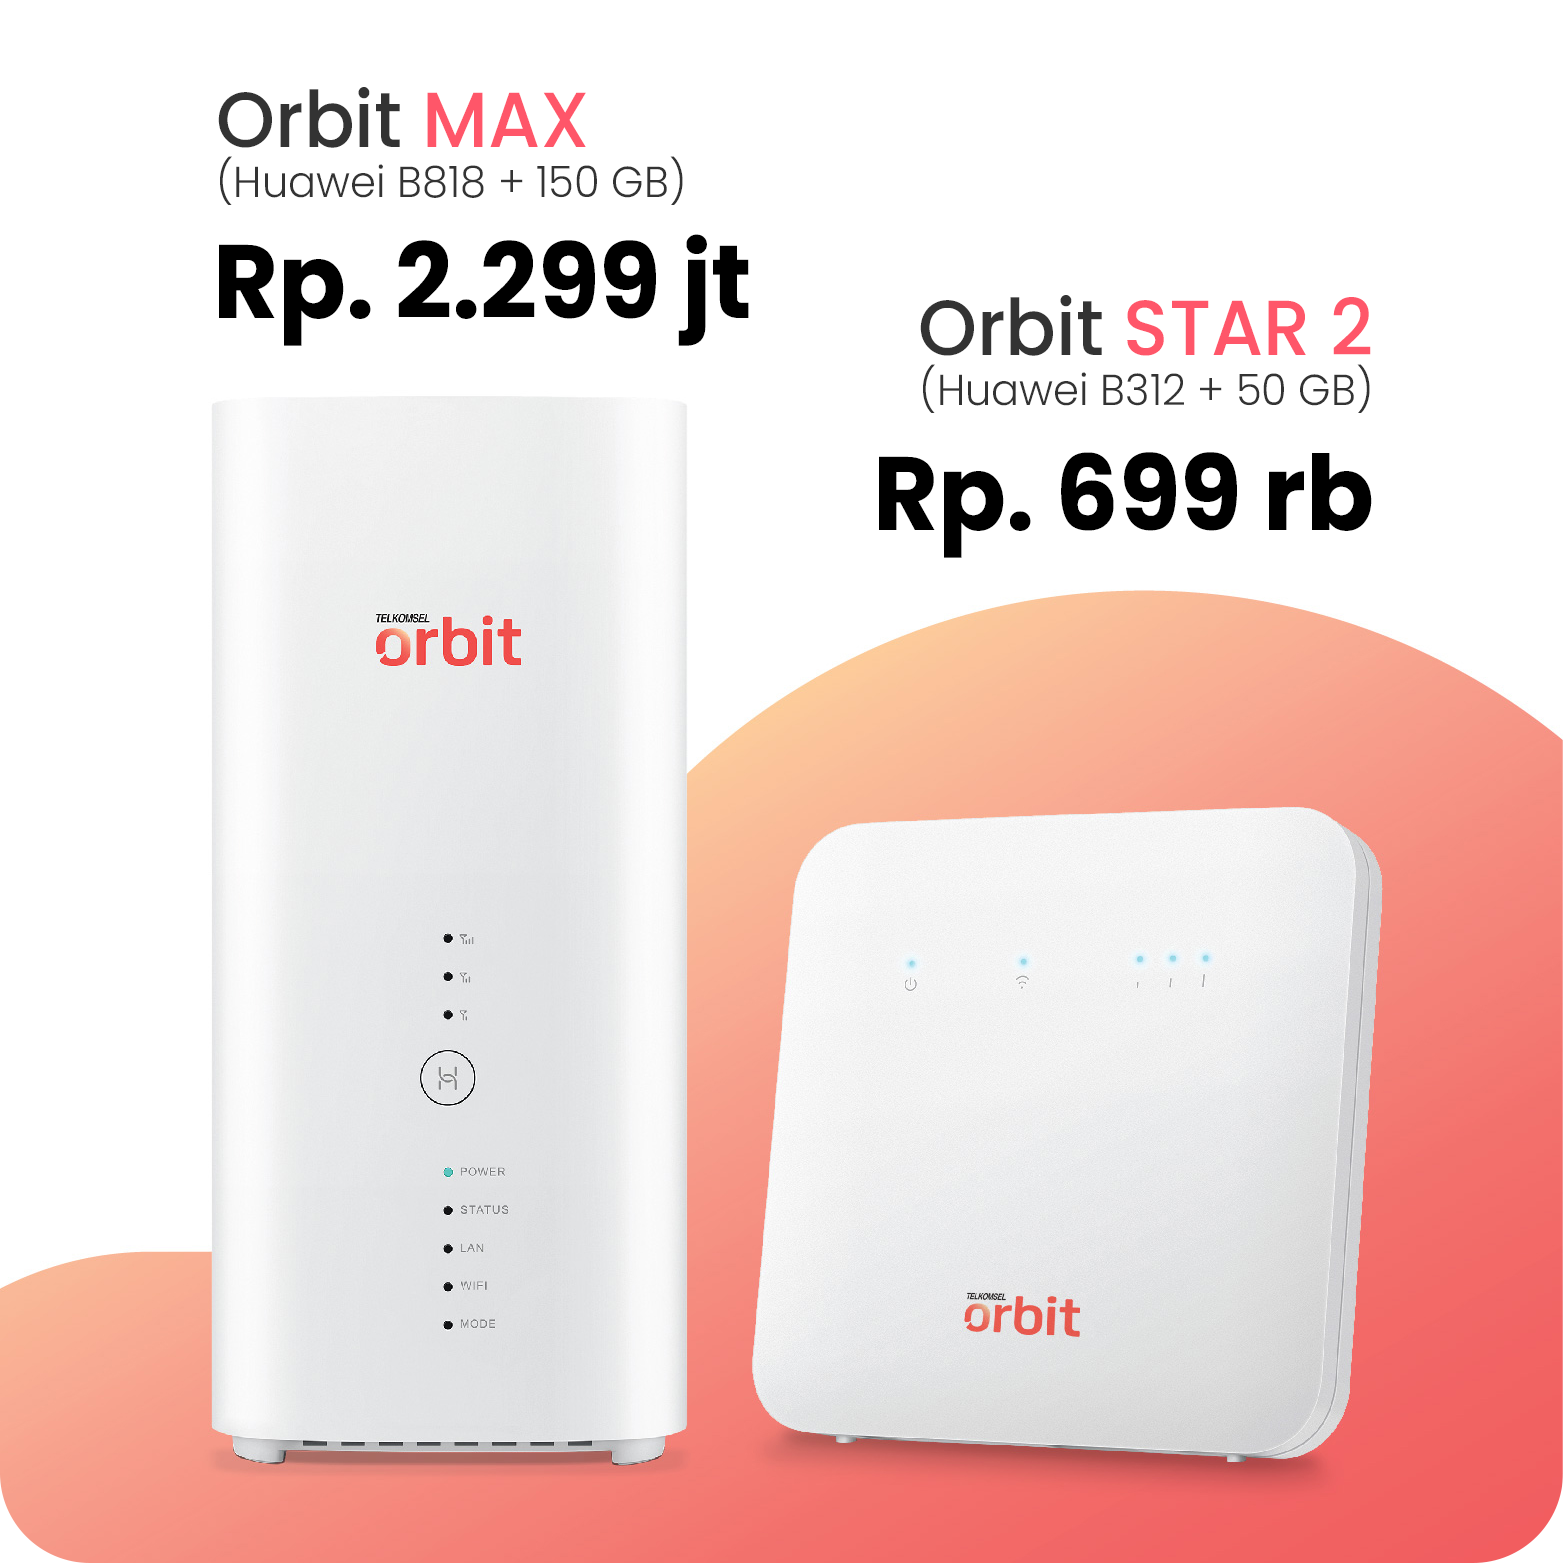 Orbit MAX
(Huawei B818 + 150 GB)
Rp. 2.299 jt
Orbit STAR 2
(Huawei B312 + 50 GB)
Rp. 699 rb
TELKOMSEL
orbit
POWER
STATUS
LAN
WIFI
MODE
TELKOMSEL
orbit